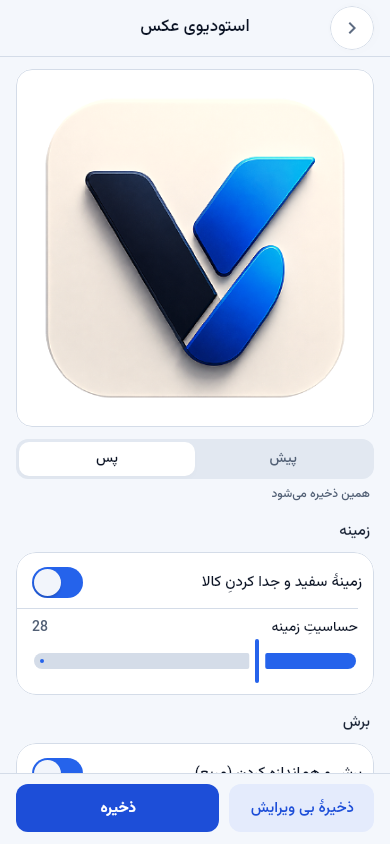 استودیوی عکس
پیش
پس
همین ذخیره می‌شود
زمینه
زمینهٔ سفید و جدا کردنِ کالا
حساسیتِ زمینه
28
برش
ذخیرهٔ بی ویرایش
ذخیره